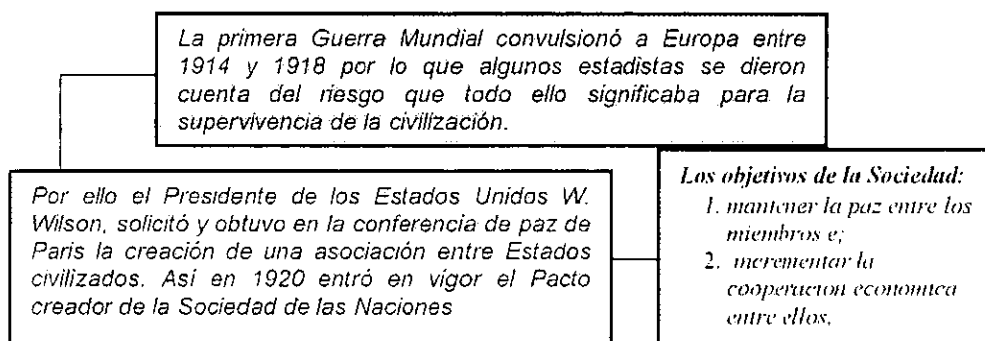 La primera Guerra Mundial convulsionó a Europa entre
1914 y 1918 por lo que algunos estadistas se dieron
cuenta del riesgo que todo ello significaba para la
supervivencia de la civilización.
Por ello el Presidente de los Estados Unidos W.
Wilson, solicitó y obtuvo en la conferencia de paz de
Paris la creación de una asociación entre Estados
civilizados. Así en 1920 entró en vigor el Pacto
creador de la Sociedad de las Naciones
Los objetivos de la Sociedad:
1. mantener la paz entre los
miembros e;
2. incrementar la
cooperacion economica
entre ellos.